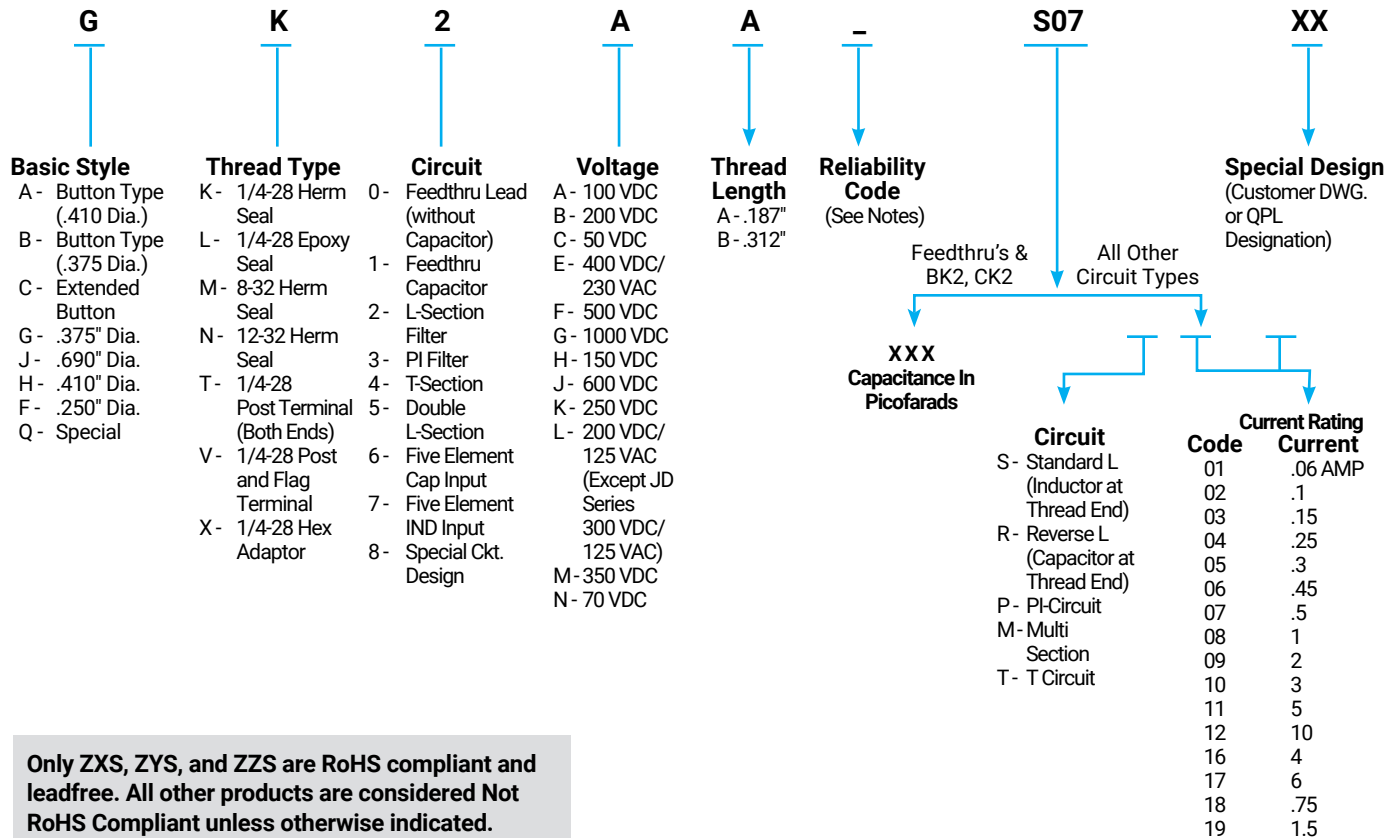 G K 2 A A _ S07 XX
Basic Style
A - Button Type
(.410 Dia.)
B - Button Type
(.375 Dia.)
C - Extended
Button
G - .375" Dia.
J - .690" Dia.
H - .410" Dia.
F - .250" Dia.
Q - Special
Thread Type
K - 1/4-28 Herm
Seal
L - 1/4-28 Epoxy
Seal
M - 8-32 Herm
Seal
N - 12-32 Herm
Seal
T - 1/4-28
Post Terminal
(Both Ends)
V - 1/4-28 Post
and Flag
Terminal
X - 1/4-28 Hex
Adaptor
Circuit
0 - Feedthru Lead
(without
Capacitor)
1 - Feedthru
Capacitor
2 - L-Section
Filter
3 - PI Filter
4 - T-Section
5 - Double
L-Section
6 - Five Element
Cap Input
7 - Five Element
IND Input
8 - Special Ckt.
Design
Voltage
A - 100 VDC
B - 200 VDC
C - 50 VDC
E - 400 VDC/
230 VAC
F - 500 VDC
G - 1000 VDC
H - 150 VDC
J - 600 VDC
K - 250 VDC
L - 200 VDC/
125 VAC
(Except JD
Series
300 VDC/
125 VAC)
M - 350 VDC
N - 70 VDC
Thread
Length
A - .187"
B - .312"
Reliability
Code
(See Notes)
Feedthru's &
BK2, CK2
All Other
Circuit Types
XXX
Capacitance In
Picofarads
Circuit
S - Standard L
(Inductor at
Thread End)
R - Reverse L
(Capacitor at
Thread End)
P - PI-Circuit
M - Multi
Section
T - T Circuit
Current Rating
Code Current
01 .06 AMP
02 .1
03 .15
04 .25
05 .3
06 .45
07 .5
08 1
09 2
10 3
11 5
12 10
16 4
17 6
18 .75
19 1.5
Special Design
(Customer DWG.
or QPL
Designation)
Only ZXS, ZYS, and ZZS are RoHS compliant and
leadfree. All other products are considered Not
RoHS Compliant unless otherwise indicated.